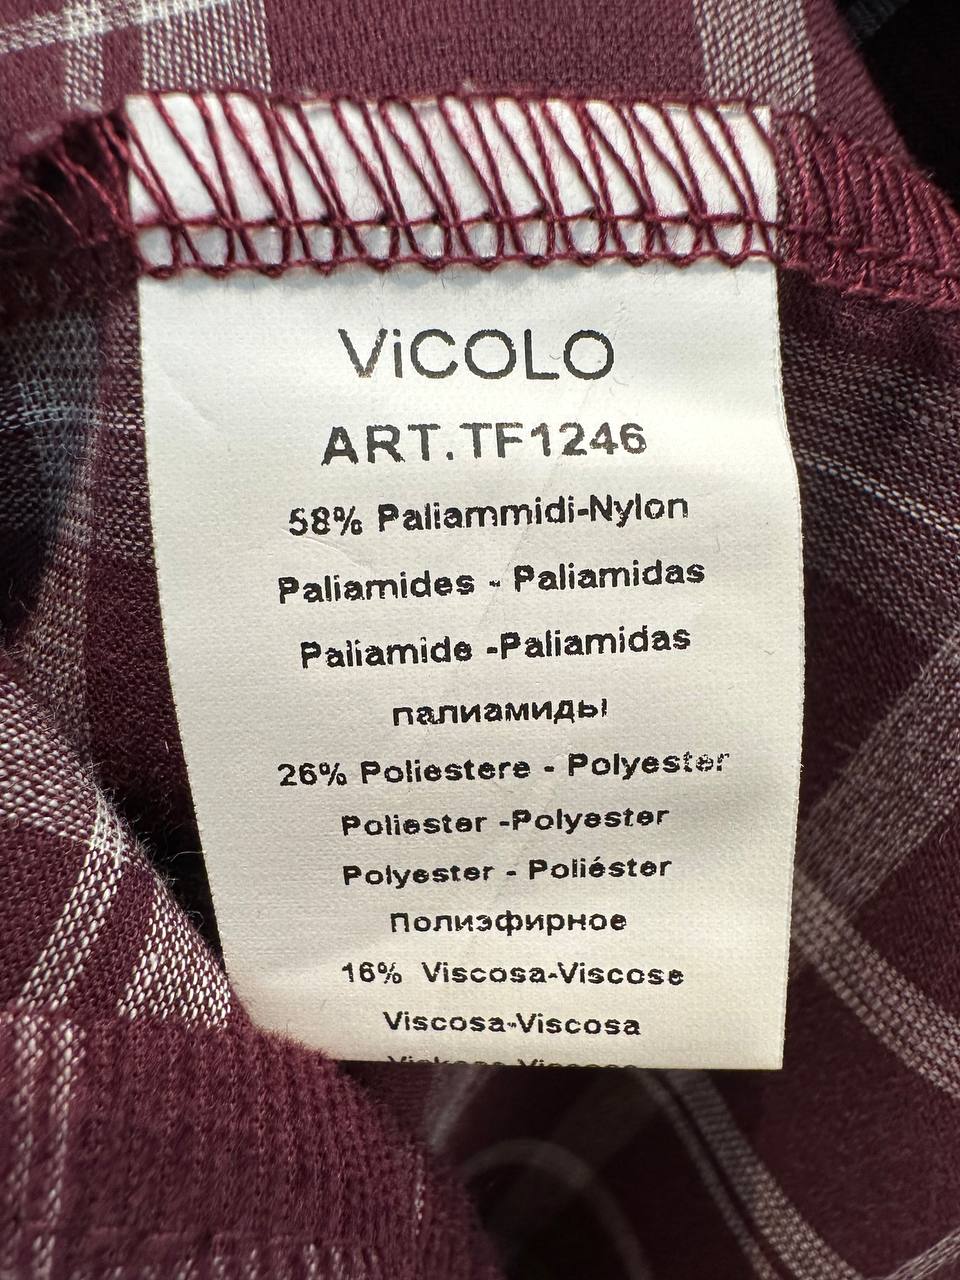 ViCOLO
ART.TF1246
58% Paliammidi-Nylon
Paliamides - Paliamidas
Paliamide -Paliamidas
палиамиды
26% Poliestere - Polyester
Poliester -Polyester
Polyester - Poliéster
Полиэфирное
16% Viscosa-Viscose
Viscosa-Viscosa